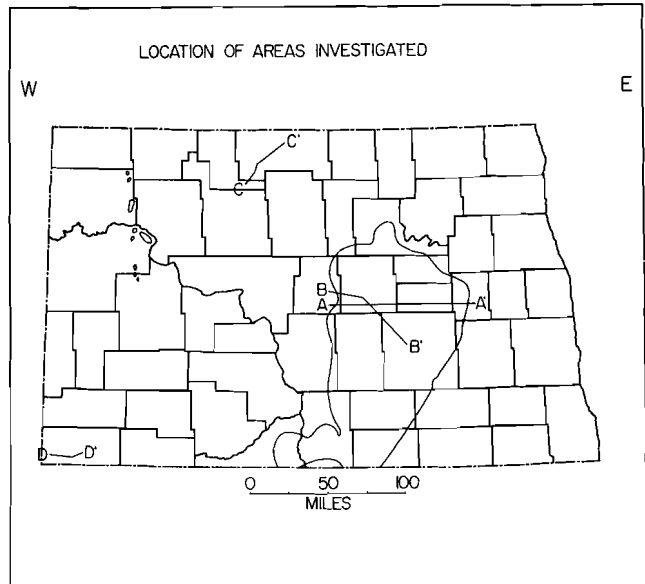 LOCATION OF AREAS INVESTIGATED
W
E
C'
C
B
A
A'
B'
D
D'
0 50 100
MILES